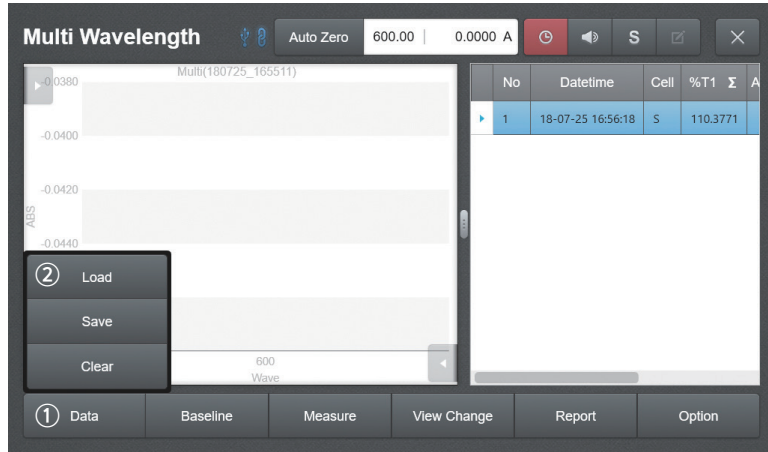 Multi Wavelength
Auto Zero
600.00 | 0.0000 A
S
Multi(180725_165511)
-0.0380
-0.0400
-0.0420
-0.0440
ABS
600
Wave
No Datetime Cell %T1 Σ A
1 18-07-25 16:56:18 S 110.3771
② Load
Save
Clear
① Data Baseline Measure View Change Report Option